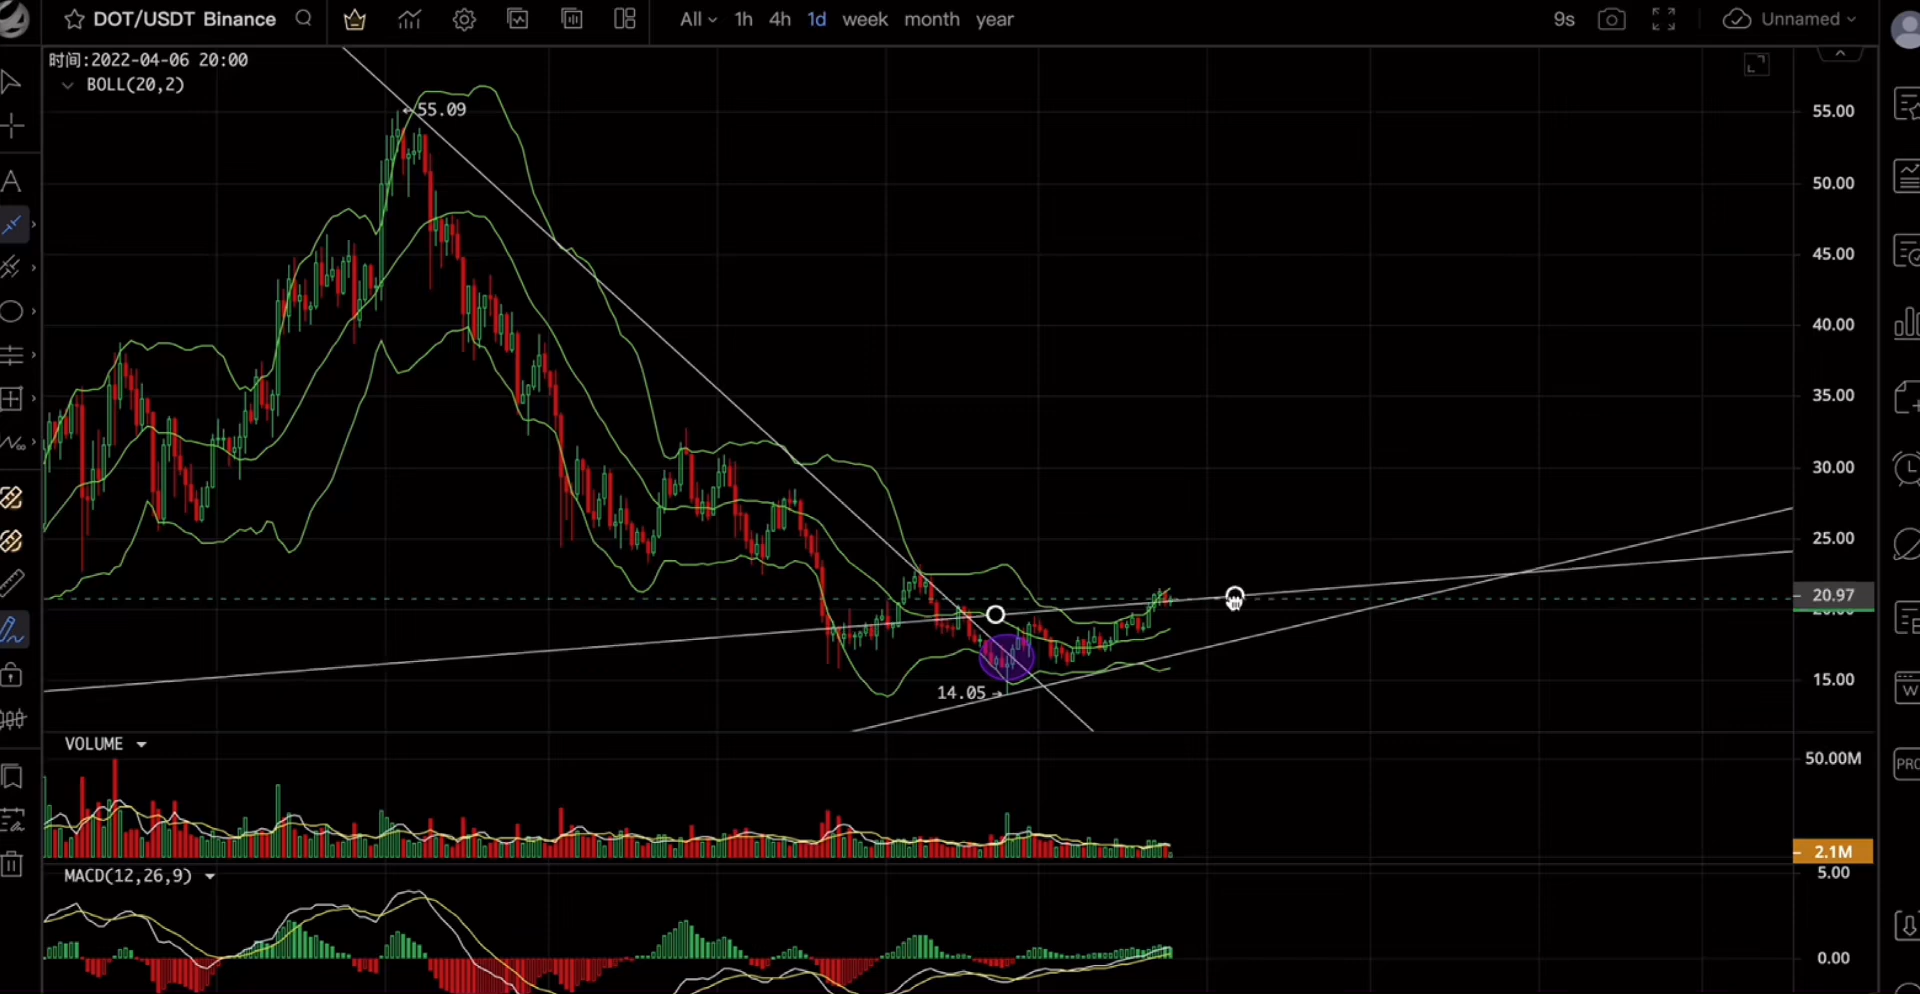 DOT/USDT Binance
All 1h 4h 1d week month year
9s
Unnamed
时间:2022-04-06 20:00
BOLL(20,2)
55.09
14.05
55.00
50.00
45.00
40.00
35.00
30.00
25.00
20.97
15.00
VOLUME
50.00M
2.1M
MACD(12,26,9)
5.00
0.00
A
W
PRO